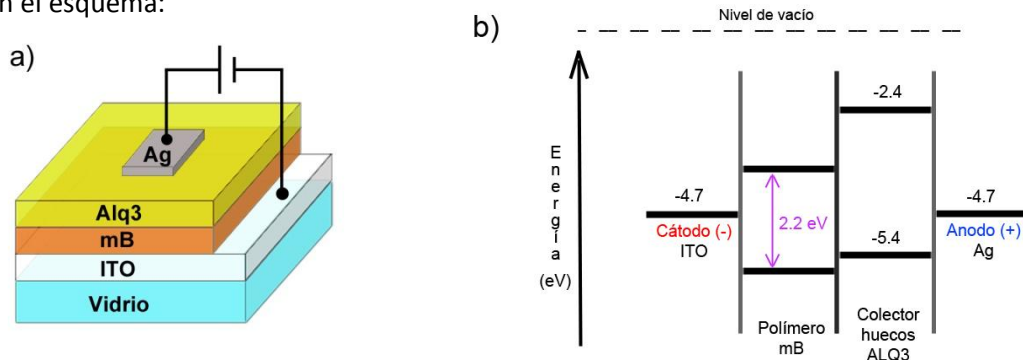 n el esquema:
a)
Ag
Alq3
mB
ITO
Vidrio
b)
Nivel de vacío
Energía
(eV)
-4.7
Cátodo (-)
ITO
2.2 eV
Polímero
mB
-2.4
-5.4
Colector
huecos
ALQ3
-4.7
Anodo (+)
Ag